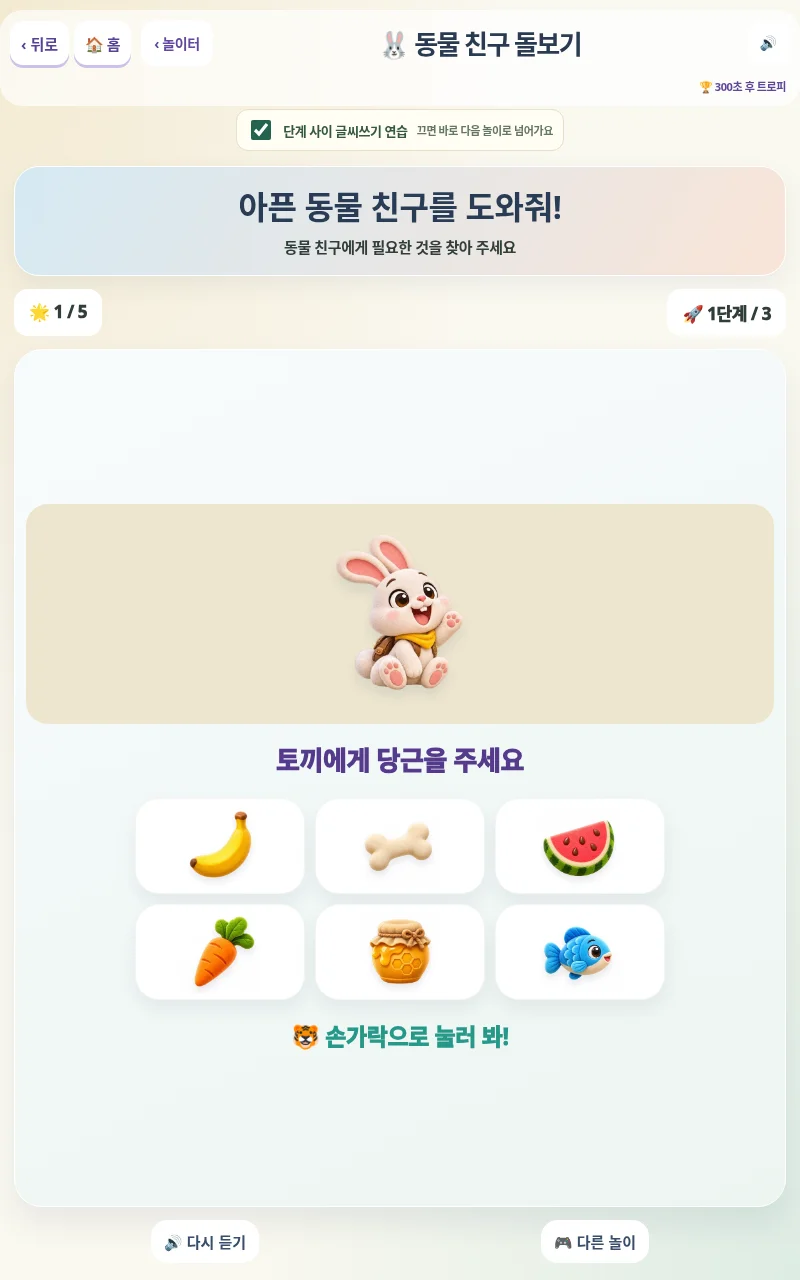 ‹ 뒤로
홈
‹ 놀이터
동물 친구 돌보기
300초 후 트로피
단계 사이 글씨쓰기 연습 끄면 바로 다음 놀이로 넘어가요
아픈 동물 친구를 도와줘!
동물 친구에게 필요한 것을 찾아 주세요
1 / 5
1단계 / 3
토끼에게 당근을 주세요
손가락으로 눌러 봐!
다시 듣기
다른 놀이